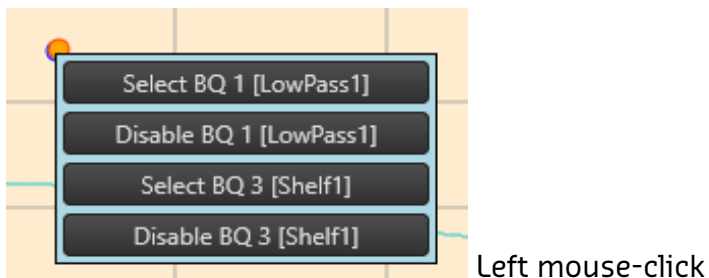 Select BQ 1 [LowPass1]
Disable BQ 1 [LowPass1]
Select BQ 3 [Shelf1]
Disable BQ 3 [Shelf1]
Left mouse-click